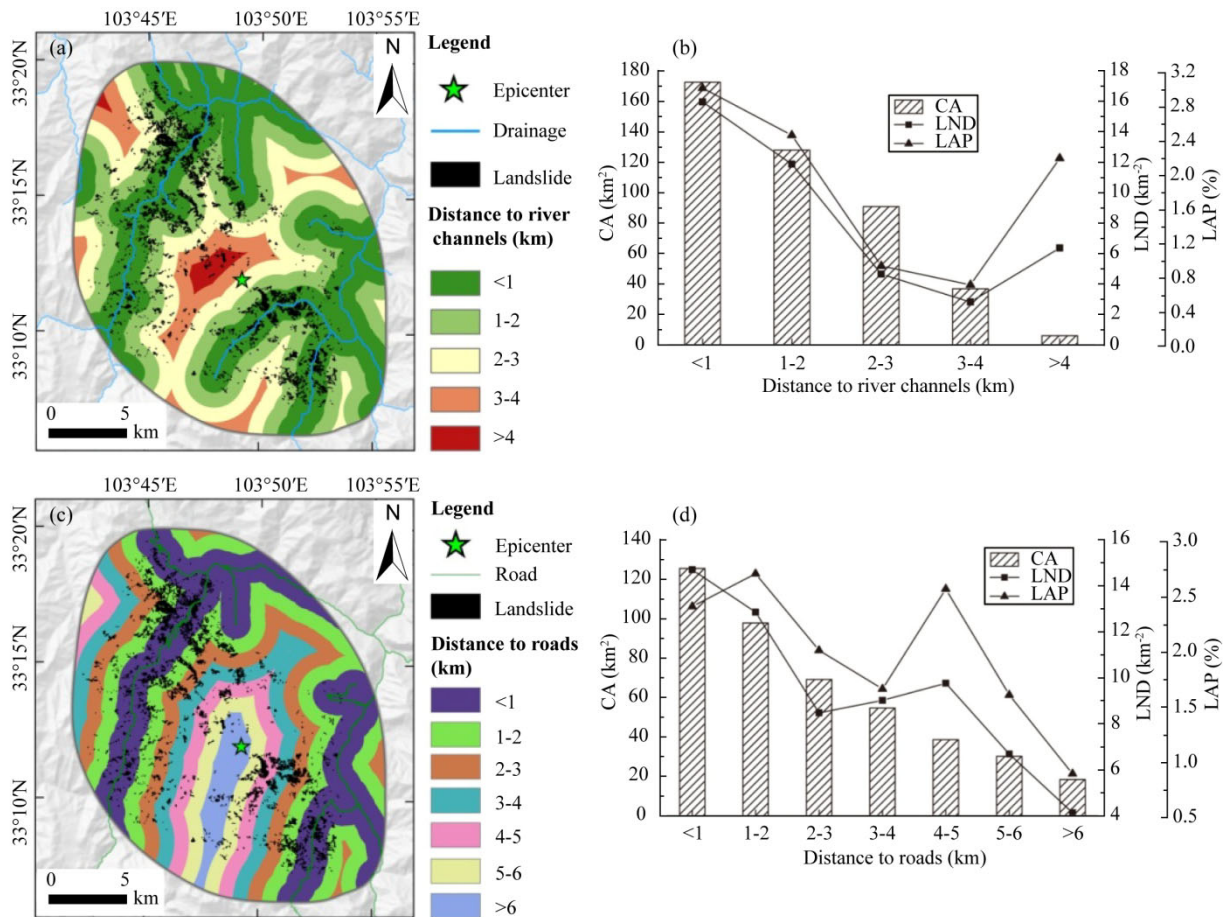 103°45′E 103°50′E 103°55′E
33°20′N
33°15′N
33°10′N
(a)
N
0 5
km
Legend
Epicenter
Drainage
Landslide
Distance to river
channels (km)
<1
1-2
2-3
3-4
>4
(b)
CA (km²)
180
160
140
120
100
80
60
40
20
0
CA
LND
LAP
18
16
14
12
10
8
6
4
2
0
LND (km⁻²)
3.2
2.8
2.4
2.0
1.6
1.2
0.8
0.4
0.0
LAP (%)
<1 1-2 2-3 3-4 >4
Distance to river channels (km)
103°45′E 103°50′E 103°55′E
33°20′N
33°15′N
33°10′N
(c)
N
0 5
km
Legend
Epicenter
Road
Landslide
Distance to roads
(km)
<1
1-2
2-3
3-4
4-5
5-6
>6
(d)
CA (km²)
140
120
100
80
60
40
20
0
CA
LND
LAP
16
14
12
10
8
6
4
LND (km⁻²)
3.0
2.5
2.0
1.5
1.0
0.5
LAP (%)
<1 1-2 2-3 3-4 4-5 5-6 >6
Distance to roads (km)